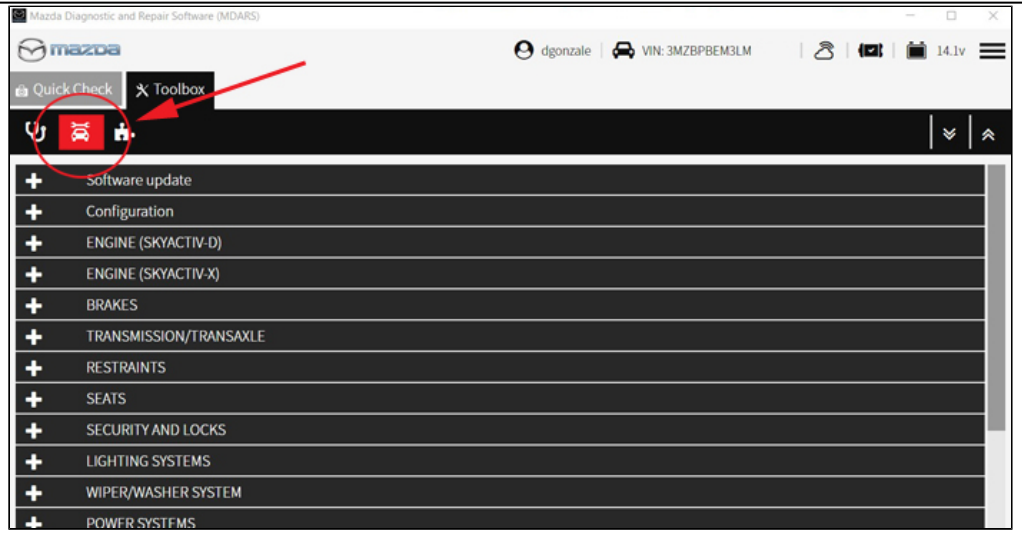 Mazda Diagnostic and Repair Software (MDARS)
mazda dgonzale VIN: 3MZBPBEM3LM 14.1v
Quick Check Toolbox
Software update
Configuration
ENGINE (SKYACTIV-D)
ENGINE (SKYACTIV-X)
BRAKES
TRANSMISSION/TRANSAXLE
RESTRAINTS
SEATS
SECURITY AND LOCKS
LIGHTING SYSTEMS
WIPER/WASHER SYSTEM
POWER SYSTEMS